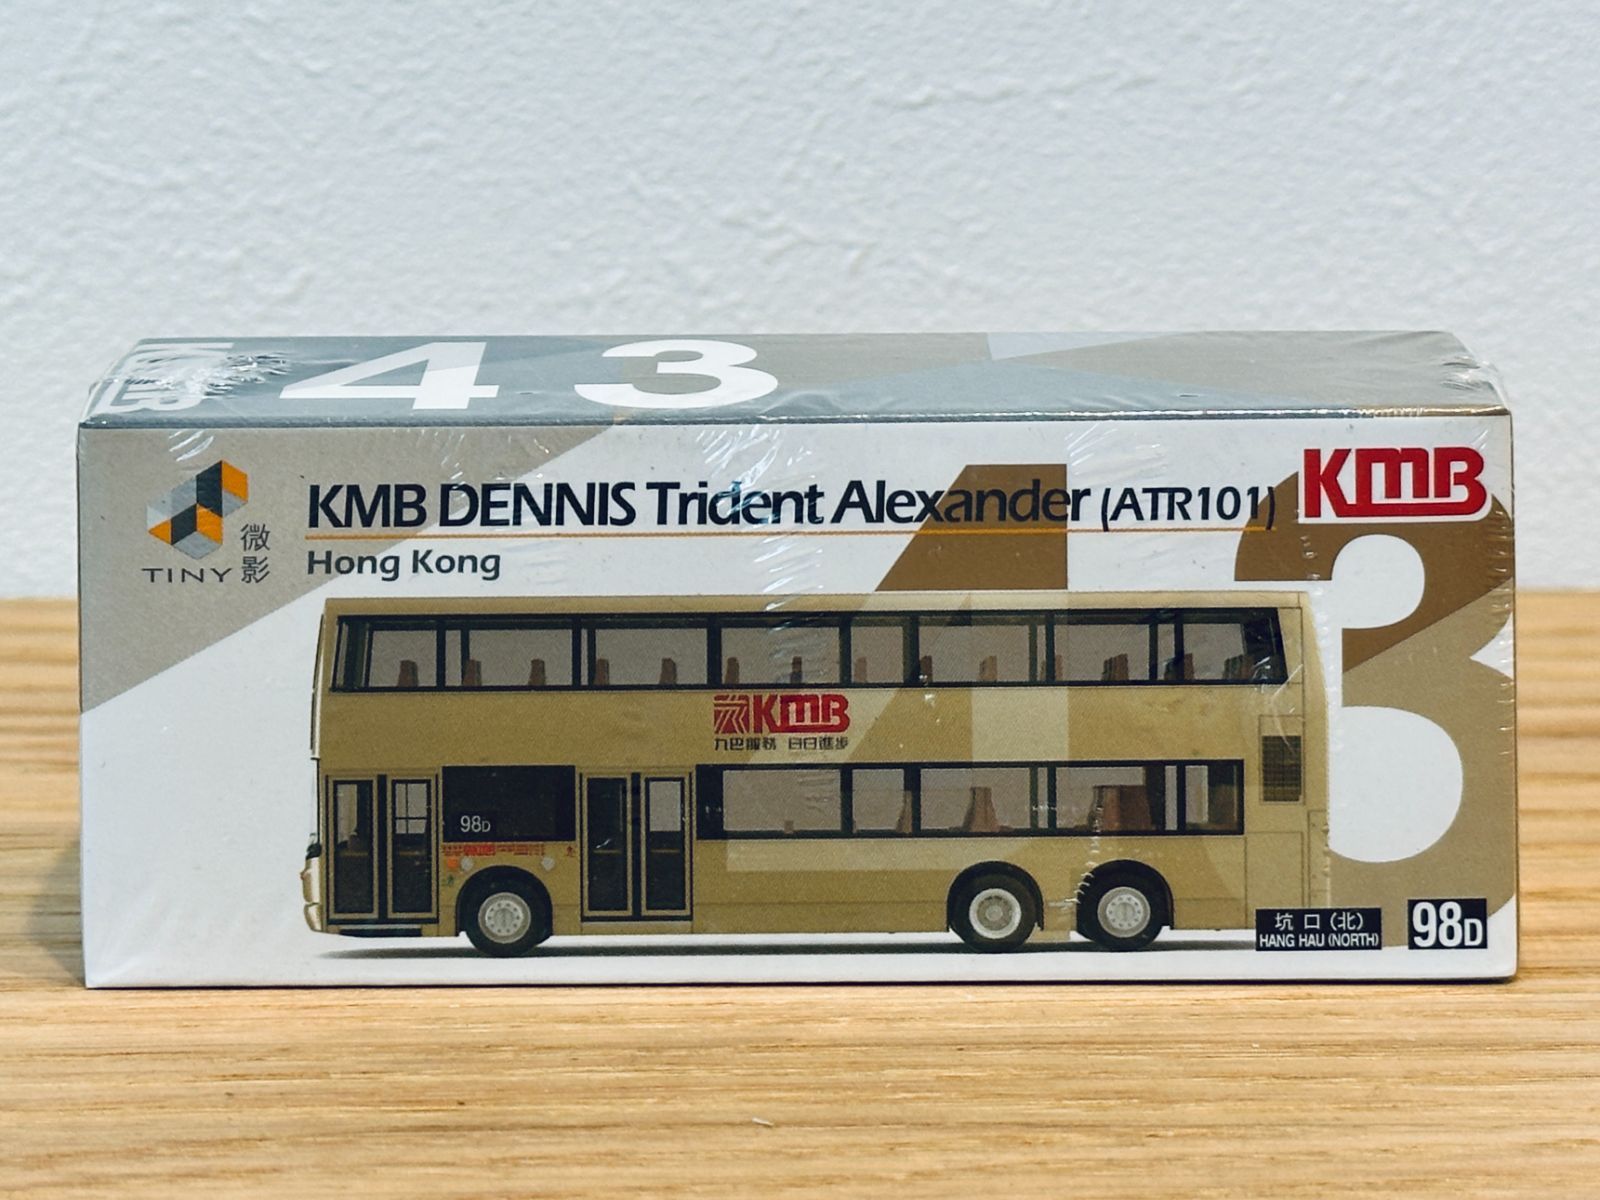 43
TINY 微影
KMB DENNIS Trident Alexander (ATR101)
KMB
Hong Kong
43
KMB
九巴服務 日日進步
98D
坑口(北)
HANG HAU (NORTH)
98D